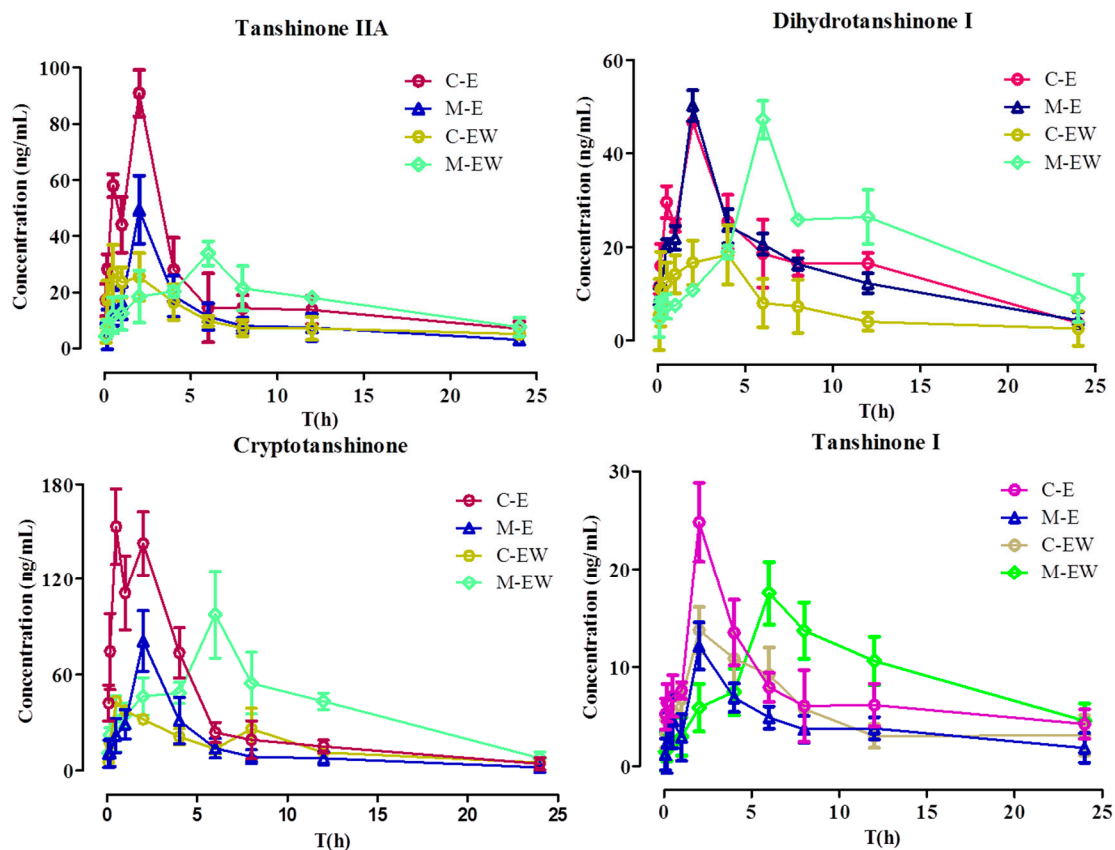 Tanshinone IIA
Concentration (ng/mL)
100
80
60
40
20
0
C-E
M-E
C-EW
M-EW
0 5 10 15 20 25
T(h)
Dihydrotanshinone I
Concentration (ng/mL)
60
40
20
0
C-E
M-E
C-EW
M-EW
0 5 10 15 20 25
T(h)
Cryptotanshinone
Concentration (ng/mL)
180
120
60
0
C-E
M-E
C-EW
M-EW
0 5 10 15 20 25
T(h)
Tanshinone I
Concentration (ng/mL)
30
20
10
0
C-E
M-E
C-EW
M-EW
0 5 10 15 20 25
T(h)